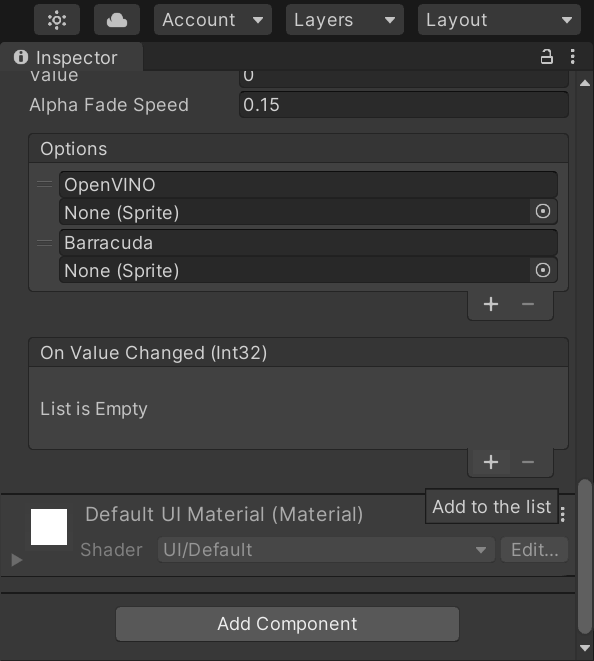 Account
Layers
Layout
Inspector
Value
0
Alpha Fade Speed
0.15
Options
OpenVINO
None (Sprite)
Barracuda
None (Sprite)
On Value Changed (Int32)
List is Empty
Add to the list
Default UI Material (Material)
Shader
UI/Default
Edit...
Add Component